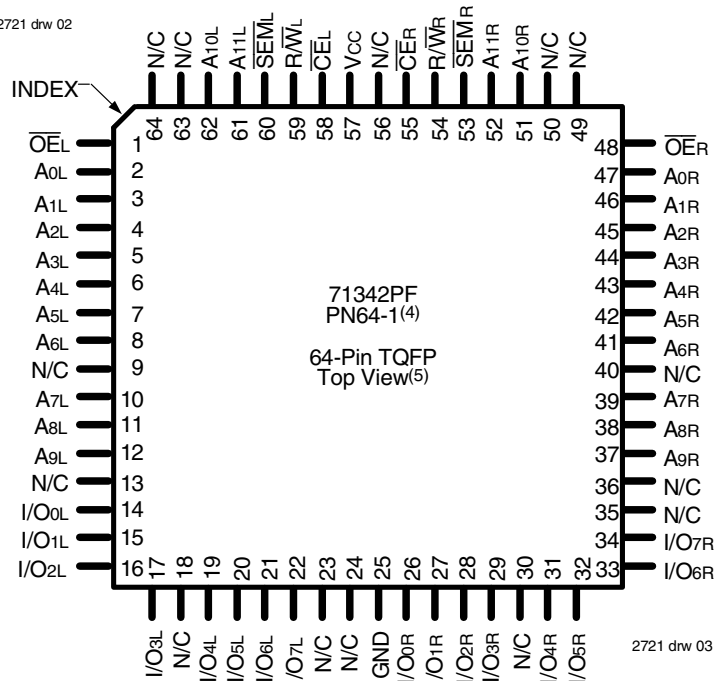 2721 drw 02
INDEX
N/C
N/C
A10L
A11L
SEML
R/WL
CEL
VCC
N/C
CER
R/WR
SEMR
A11R
A10R
N/C
N/C
64
63
62
61
60
59
58
57
56
55
54
53
52
51
50
49
OEL 1
A0L 2
A1L 3
A2L 4
A3L 5
A4L 6
A5L 7
A6L 8
N/C 9
A7L 10
A8L 11
A9L 12
N/C 13
I/O0L 14
I/O1L 15
I/O2L 16
71342PF
PN64-1(4)
64-Pin TQFP
Top View(5)
48 OER
47 A0R
46 A1R
45 A2R
44 A3R
43 A4R
42 A5R
41 A6R
40 N/C
39 A7R
38 A8R
37 A9R
36 N/C
35 N/C
34 I/O7R
33 I/O6R
17
18
19
20
21
22
23
24
25
26
27
28
29
30
31
32
I/O3L
N/C
I/O4L
I/O5L
I/O6L
/O7L
N/C
N/C
GND
I/O0R
/O1R
I/O2R
I/O3R
N/C
I/O4R
I/O5R
2721 drw 03